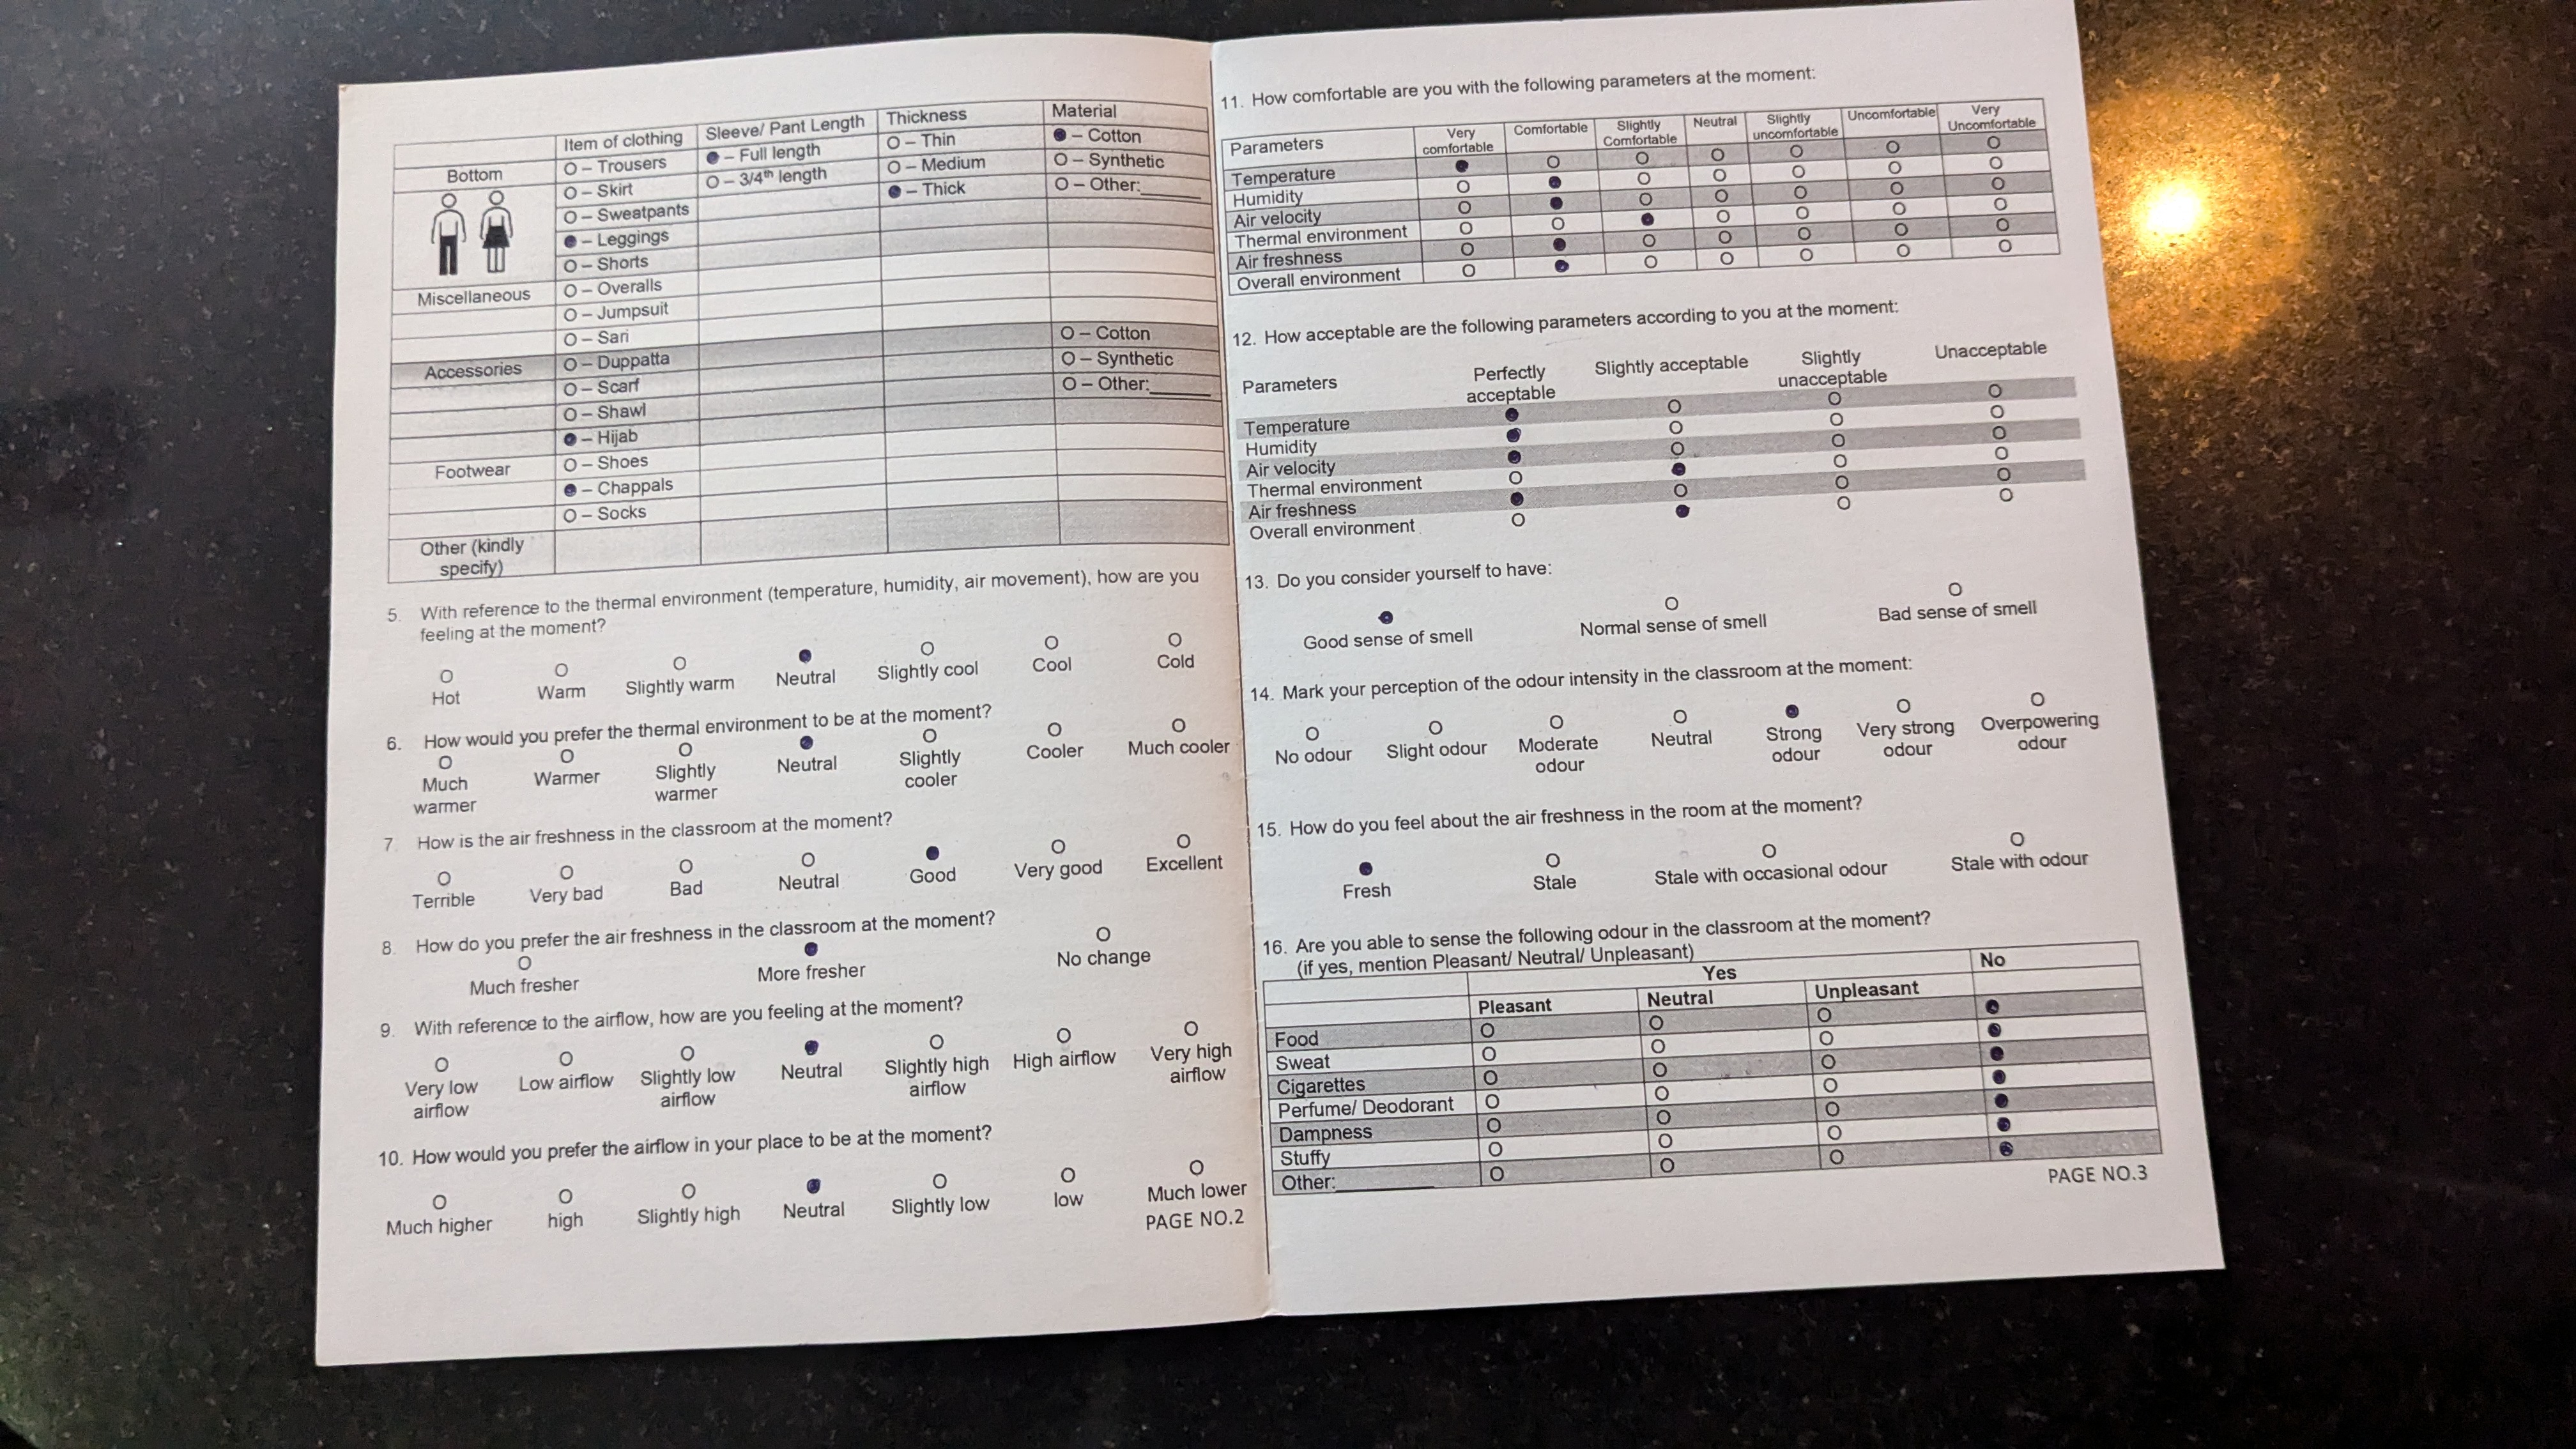 Item of clothing Sleeve/ Pant Length Thickness Material
Bottom O – Trousers ● – Full length O – Thin ● – Cotton
O – Skirt O – 3/4th length O – Medium O – Synthetic
O – Sweatpants ● – Thick O – Other:______
● – Leggings
O – Shorts
Miscellaneous O – Overalls
O – Jumpsuit
O – Sari
Accessories O – Duppatta O – Cotton
O – Scarf O – Synthetic
O – Shawl O – Other:______
● – Hijab
Footwear O – Shoes
● – Chappals
O – Socks
Other (kindly
specify)
5. With reference to the thermal environment (temperature, humidity, air movement), how are you
feeling at the moment?
O O O ● O O O
Hot Warm Slightly warm Neutral Slightly cool Cool Cold
6. How would you prefer the thermal environment to be at the moment?
O O O ● O O O
Much Warmer Slightly Neutral Slightly Cooler Much cooler
warmer warmer cooler
7 How is the air freshness in the classroom at the moment?
O O O O ● O O
Terrible Very bad Bad Neutral Good Very good Excellent
8. How do you prefer the air freshness in the classroom at the moment?
O ● O
Much fresher More fresher No change
9. With reference to the airflow, how are you feeling at the moment?
O O O ● O O O
Very low Low airflow Slightly low Neutral Slightly high High airflow Very high
airflow airflow airflow airflow
10. How would you prefer the airflow in your place to be at the moment?
O O O ● O O O
Much higher high Slightly high Neutral Slightly low low Much lower
PAGE NO.2
11. How comfortable are you with the following parameters at the moment:
Parameters Very Comfortable Slightly Neutral Slightly Uncomfortable Very
comfortable Comfortable uncomfortable Uncomfortable
Temperature ● O O O O O O
Humidity O ● O O O O O
Air velocity O ● O O O O O
Thermal environment O O ● O O O O
Air freshness O ● O O O O O
Overall environment O ● O O O O O
12. How acceptable are the following parameters according to you at the moment:
Parameters Perfectly Slightly acceptable Slightly Unacceptable
acceptable unacceptable
Temperature ● O O O
Humidity ● O O O
Air velocity ● O O O
Thermal environment O ● O O
Air freshness ● O O O
Overall environment O ● O O
13. Do you consider yourself to have:
● O O
Good sense of smell Normal sense of smell Bad sense of smell
14. Mark your perception of the odour intensity in the classroom at the moment:
O O O O ● O O
No odour Slight odour Moderate Neutral Strong Very strong Overpowering
odour odour odour odour
15. How do you feel about the air freshness in the room at the moment?
● O O O
Fresh Stale Stale with occasional odour Stale with odour
16. Are you able to sense the following odour in the classroom at the moment?
(if yes, mention Pleasant/ Neutral/ Unpleasant)
Yes No
Pleasant Neutral Unpleasant
Food O O O ●
Sweat O O O ●
Cigarettes O O O ●
Perfume/ Deodorant O O O ●
Dampness O O O ●
Stuffy O O O ●
Other:__________ O O O ●
PAGE NO.3